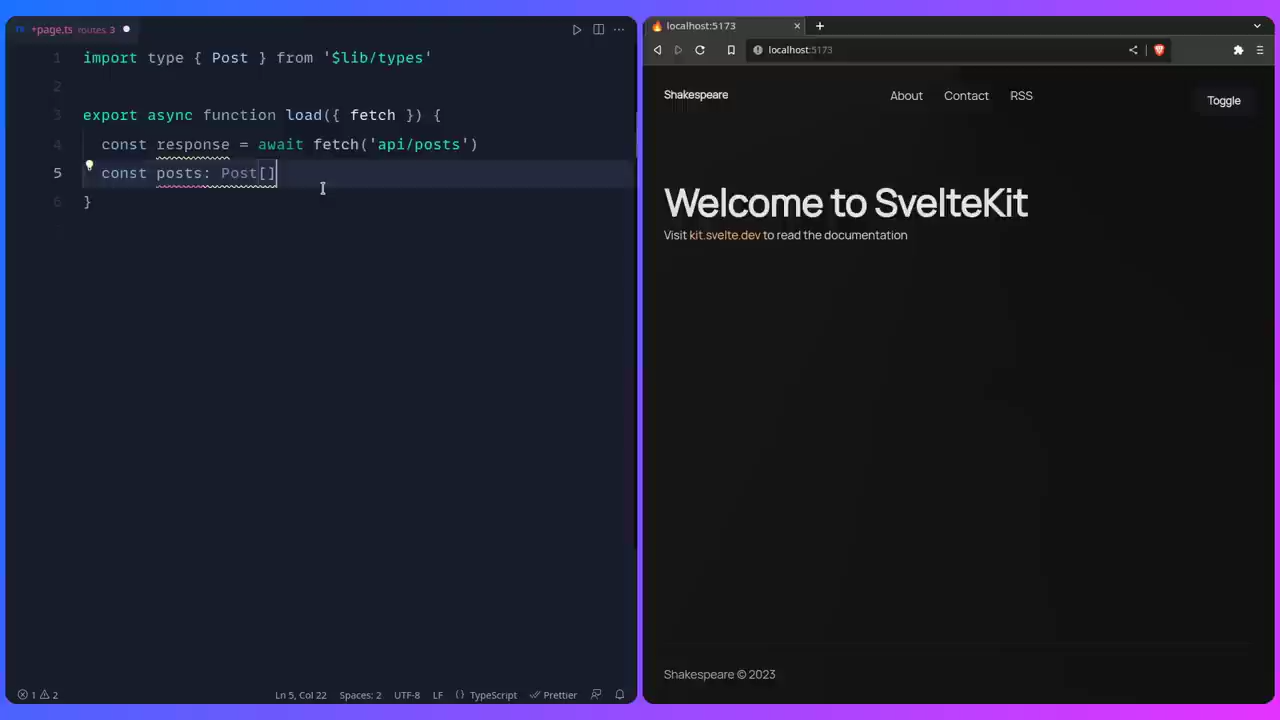 +page.ts routes 3
1 import type { Post } from '$lib/types'
2
3 export async function load({ fetch }) {
4 const response = await fetch('api/posts')
5 const posts: Post[]
6 }
1 2 Ln 5, Col 22 Spaces: 2 UTF-8 LF {} TypeScript Prettier
localhost:5173
localhost:5173
Shakespeare About Contact RSS Toggle
Welcome to SvelteKit
Visit kit.svelte.dev to read the documentation
Shakespeare © 2023